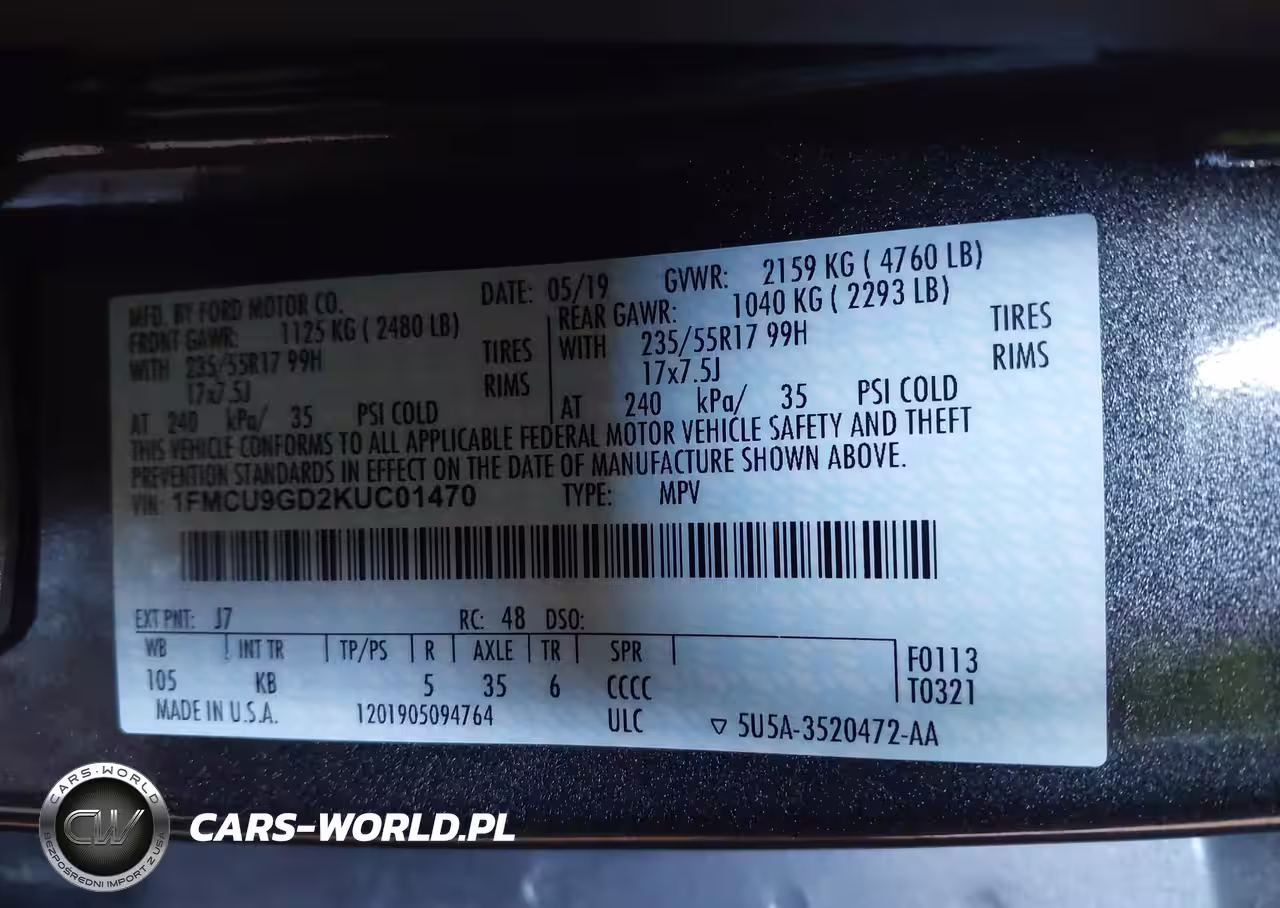 MFD. BY FORD MOTOR CO. DATE: 05/19 GVWR: 2159 KG ( 4760 LB)
FRONT GAWR: 1125 KG ( 2480 LB) REAR GAWR: 1040 KG ( 2293 LB)
WITH 235/55R17 99H TIRES WITH 235/55R17 99H TIRES
17x7.5J RIMS 17x7.5J RIMS
AT 240 kPa/ 35 PSI COLD AT 240 kPa/ 35 PSI COLD
THIS VEHICLE CONFORMS TO ALL APPLICABLE FEDERAL MOTOR VEHICLE SAFETY AND THEFT
PREVENTION STANDARDS IN EFFECT ON THE DATE OF MANUFACTURE SHOWN ABOVE.
VIN: 1FMCU9GD2KUC01470 TYPE: MPV
EXT PNT: J7 RC: 48 DSO:
WB INT TR TP/PS R AXLE TR SPR F0113
105 KB 5 35 6 CCCC T0321
MADE IN U.S.A. 1201905094764 ULC ▽ 5U5A-3520472-AA
CARS-WORLD
CW
BEZPOŚREDNI IMPORT Z USA
CARS-WORLD.PL